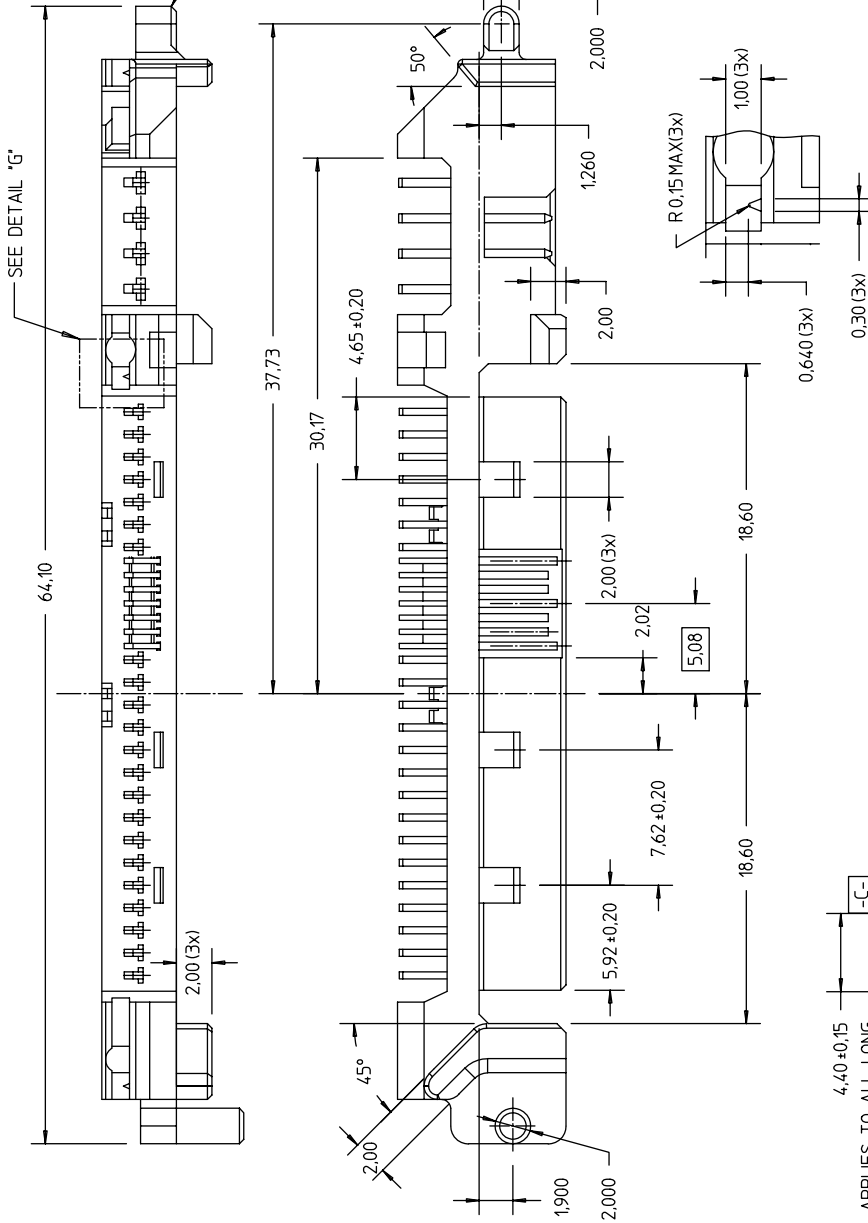 SEE DETAIL "G"
64,10
2,00 (3x)
37,73
30,17
4,65 ±0,20
50°
2,000
1,260
2,00
18,60
2,00 (3x)
2,02
5,08
7,62 ±0,20
18,60
5,92 ±0,20
45°
2,00
1,900
2,000
R 0,15 MAX(3x)
1,00 (3x)
0,640 (3x)
0,30 (3x)
-C-
4,40 ±0,15
APPLIES TO ALL LONG